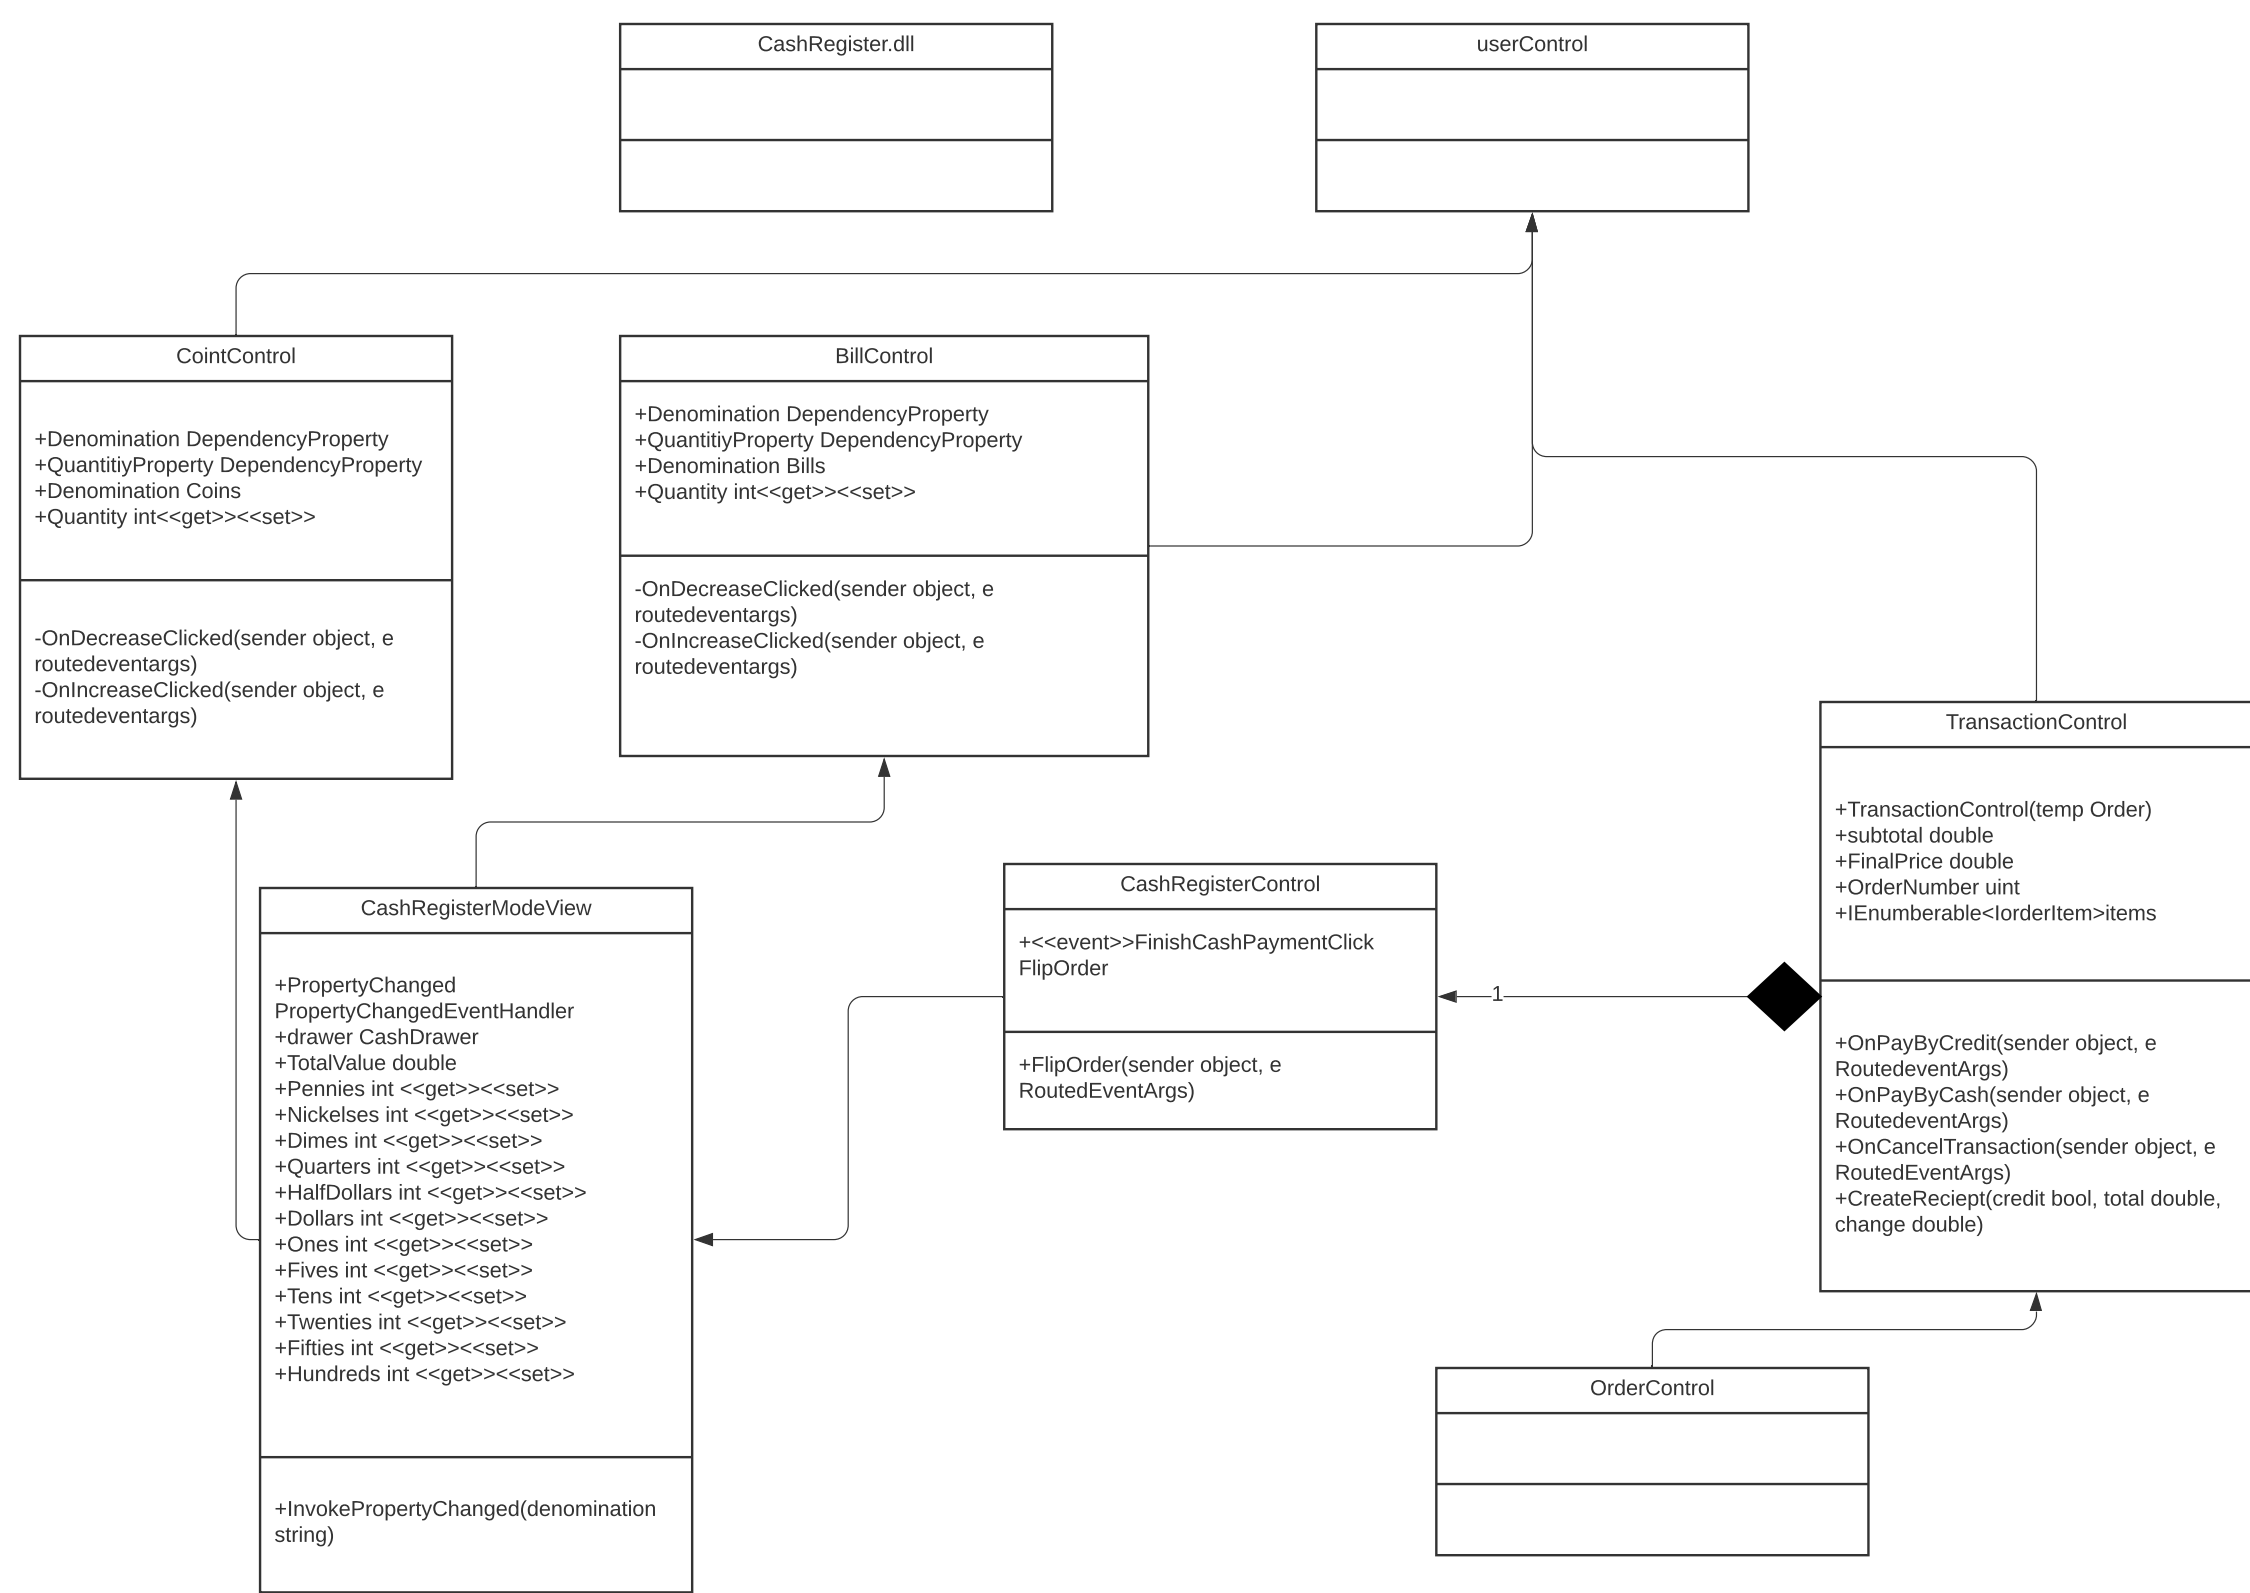 CashRegister.dll
userControl
CointControl
+Denomination DependencyProperty
+QuantitiyProperty DependencyProperty
+Denomination Coins
+Quantity int<<get>><<set>>
-OnDecreaseClicked(sender object, e
routedeventargs)
-OnIncreaseClicked(sender object, e
routedeventargs)
BillControl
+Denomination DependencyProperty
+QuantitiyProperty DependencyProperty
+Denomination Bills
+Quantity int<<get>><<set>>
-OnDecreaseClicked(sender object, e
routedeventargs)
-OnIncreaseClicked(sender object, e
routedeventargs)
TransactionControl
+TransactionControl(temp Order)
+subtotal double
+FinalPrice double
+OrderNumber uint
+IEnumberable<IorderItem>items
+OnPayByCredit(sender object, e
RoutedeventArgs)
+OnPayByCash(sender object, e
RoutedeventArgs)
+OnCancelTransaction(sender object, e
RoutedEventArgs)
+CreateReciept(credit bool, total double,
change double)
CashRegisterModeView
+PropertyChanged
PropertyChangedEventHandler
+drawer CashDrawer
+TotalValue double
+Pennies int <<get>><<set>>
+Nickelses int <<get>><<set>>
+Dimes int <<get>><<set>>
+Quarters int <<get>><<set>>
+HalfDollars int <<get>><<set>>
+Dollars int <<get>><<set>>
+Ones int <<get>><<set>>
+Fives int <<get>><<set>>
+Tens int <<get>><<set>>
+Twenties int <<get>><<set>>
+Fifties int <<get>><<set>>
+Hundreds int <<get>><<set>>
+InvokePropertyChanged(denomination
string)
CashRegisterControl
+<<event>>FinishCashPaymentClick
FlipOrder
+FlipOrder(sender object, e
RoutedEventArgs)
1
OrderControl